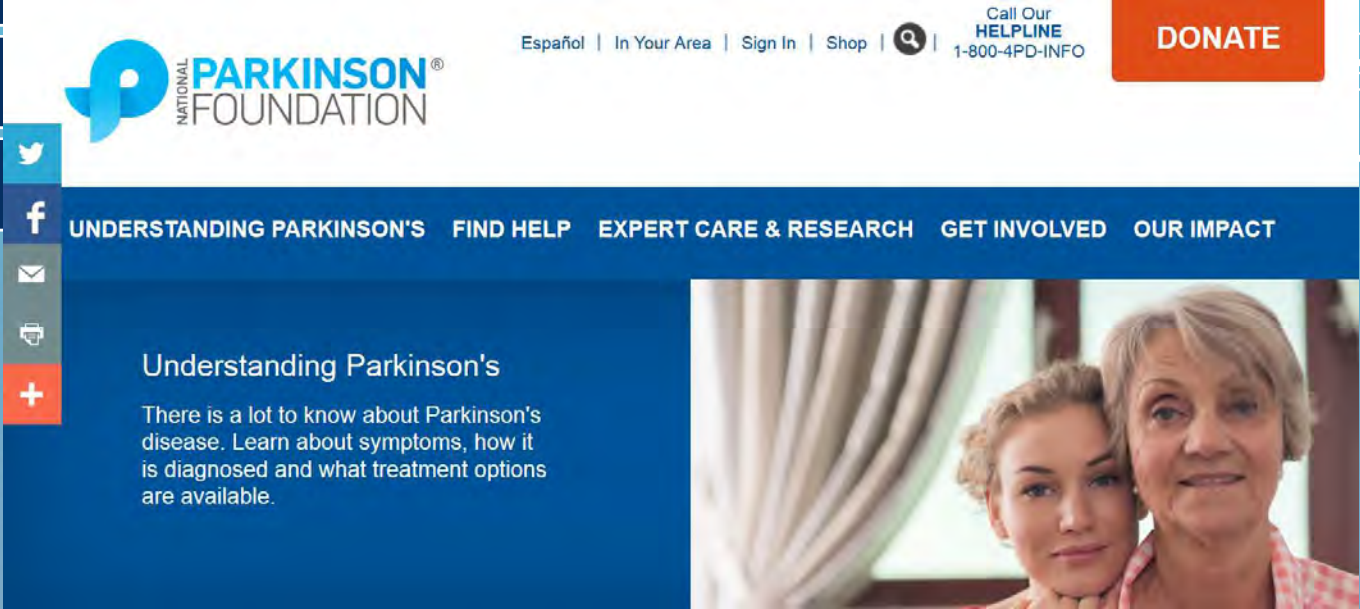 NATIONAL
PARKINSON®
FOUNDATION
Español | In Your Area | Sign In | Shop | |
Call Our
HELPLINE
1-800-4PD-INFO
DONATE
UNDERSTANDING PARKINSON'S FIND HELP EXPERT CARE & RESEARCH GET INVOLVED OUR IMPACT
Understanding Parkinson's
There is a lot to know about Parkinson's
disease. Learn about symptoms, how it
is diagnosed and what treatment options
are available.